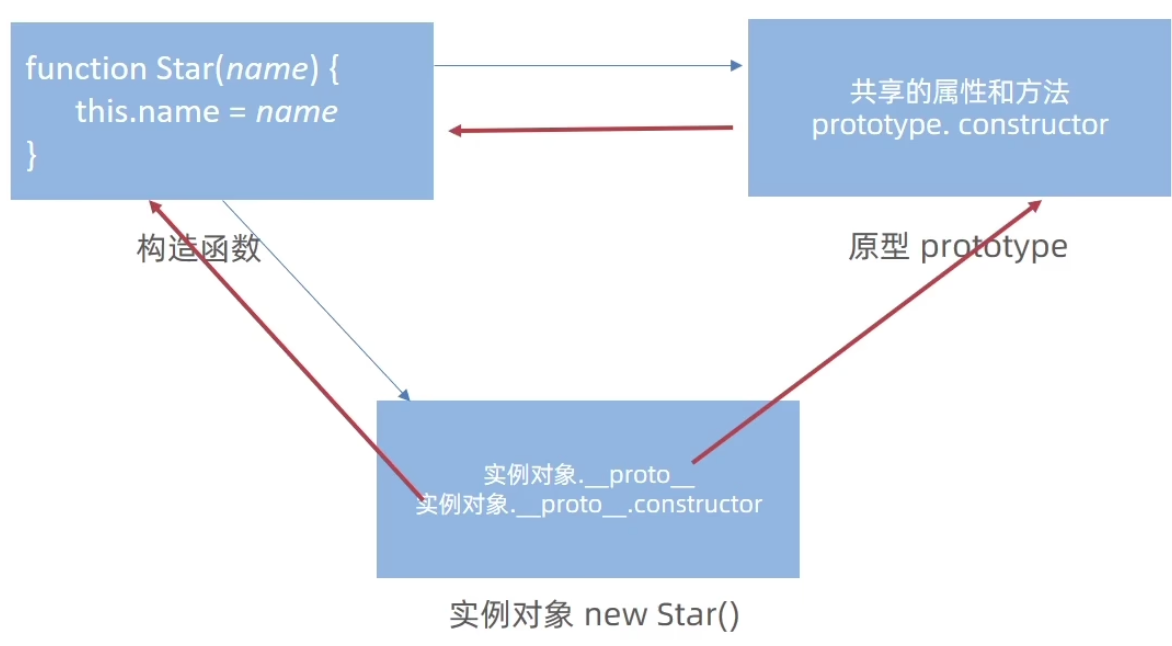 function Star(name) {
this.name = name
}
共享的属性和方法
prototype. constructor
构造函数
原型 prototype
实例对象.__proto__
实例对象.__proto__.constructor
实例对象 new Star()